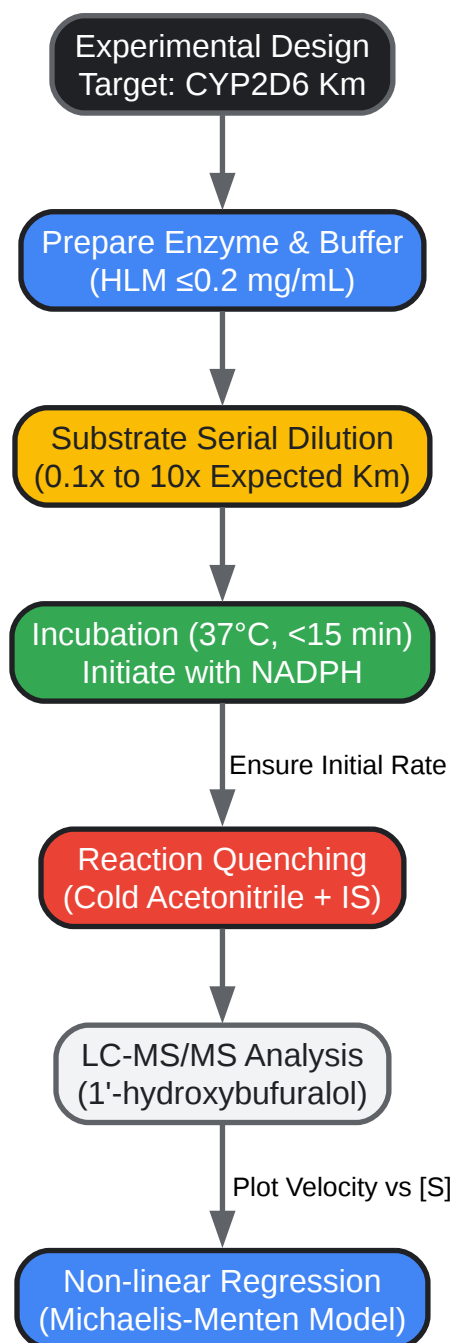 Experimental Design
Target: CYP2D6 Km
Prepare Enzyme & Buffer
(HLM ≤0.2 mg/mL)
Substrate Serial Dilution
(0.1x to 10x Expected Km)
Incubation (37°C, <15 min)
Initiate with NADPH
Ensure Initial Rate
Reaction Quenching
(Cold Acetonitrile + IS)
LC-MS/MS Analysis
(1'-hydroxybufuralol)
Plot Velocity vs [S]
Non-linear Regression
(Michaelis-Menten Model)